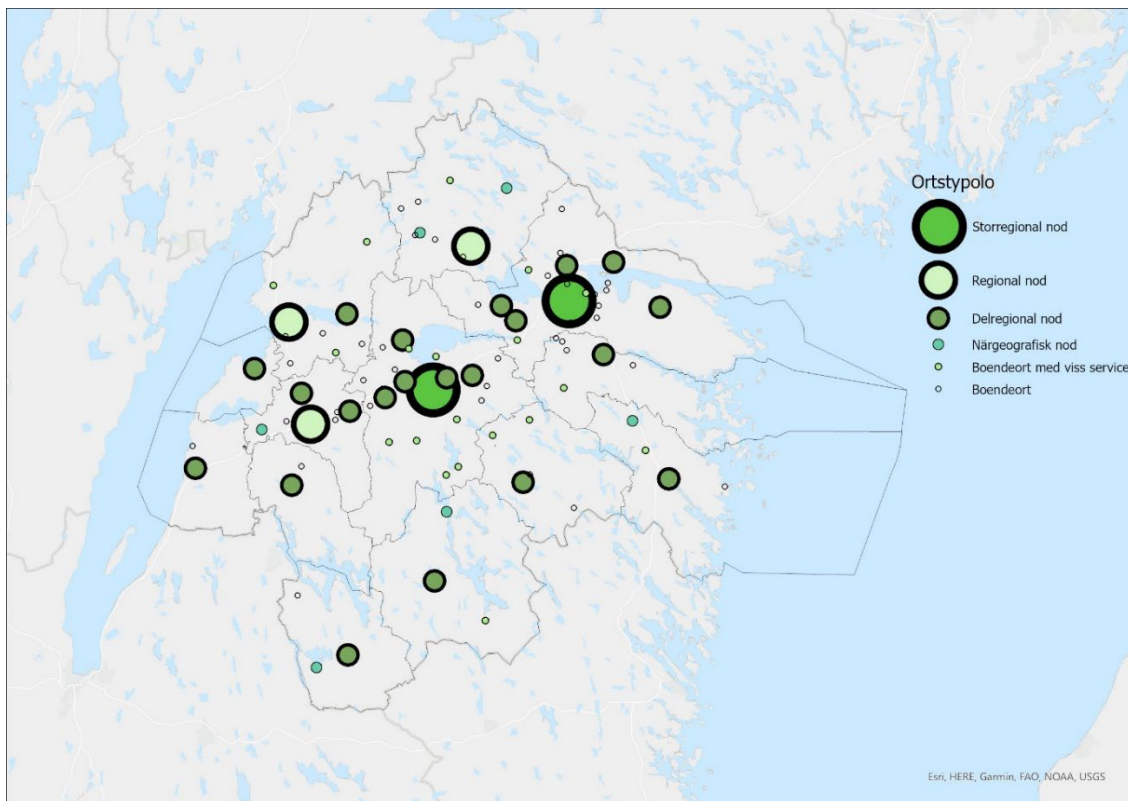 Ortstypolo
Storregional nod
Regional nod
Delregional nod
Närgeografisk nod
Boendeort med viss service
Boendeort
Esri, HERE, Garmin, FAO, NOAA, USGS